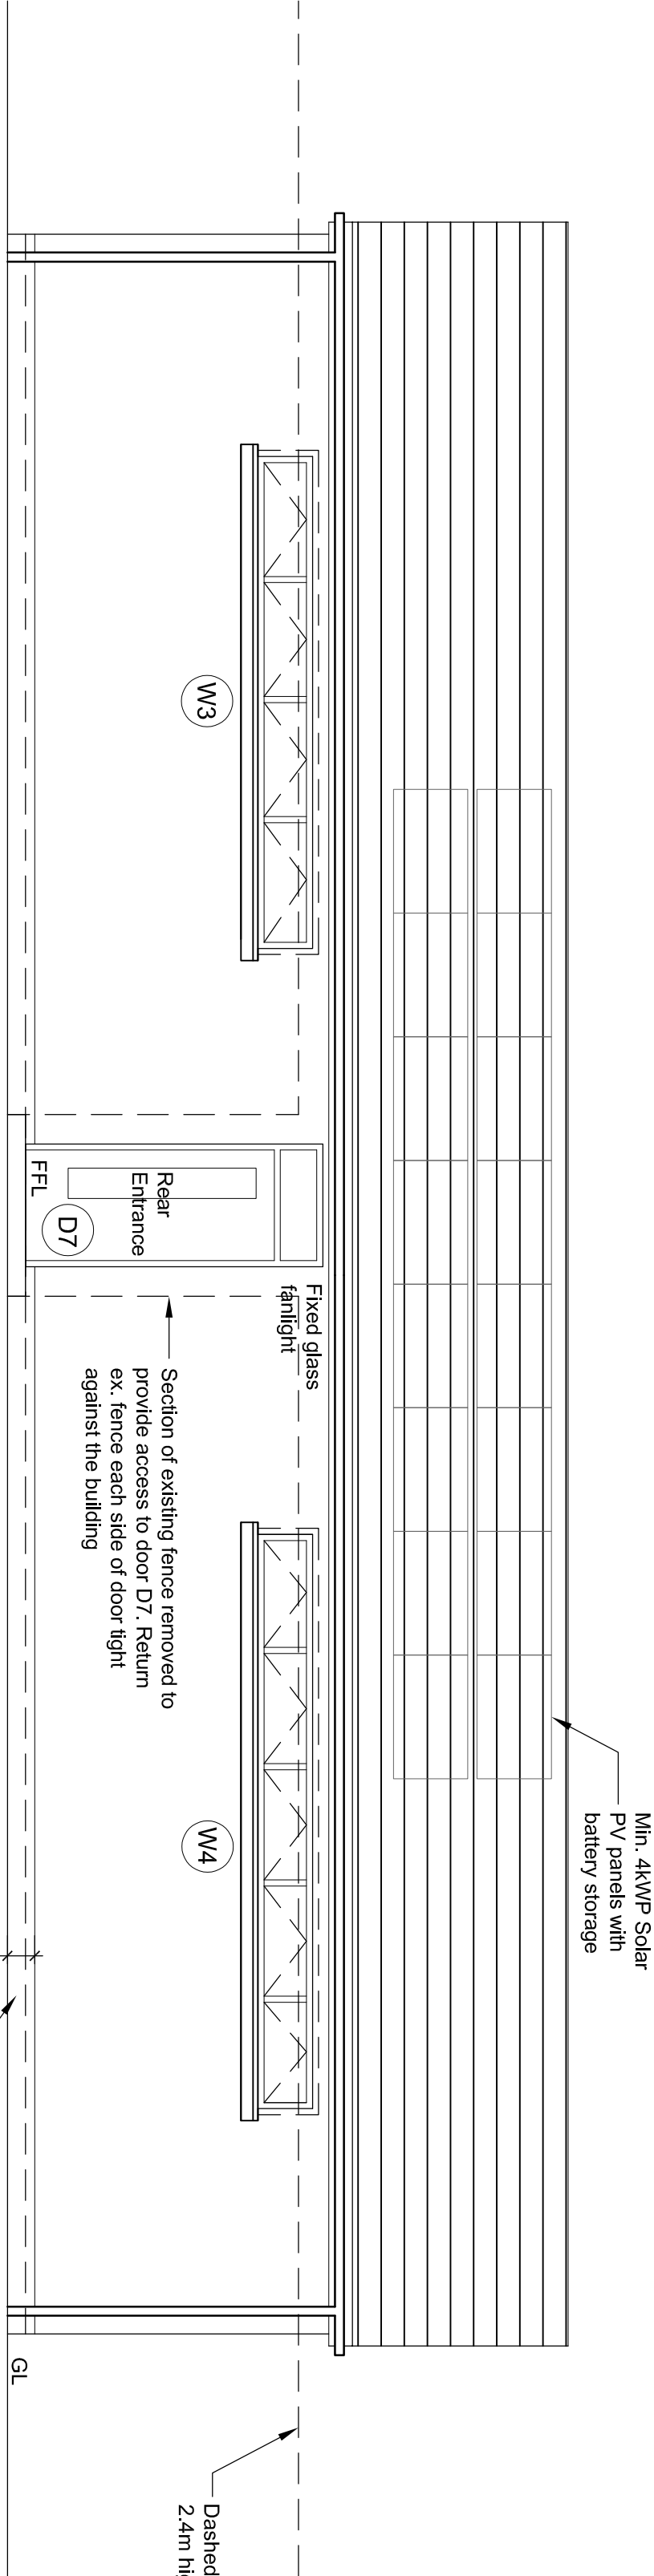 Min. 4kWP Solar
PV panels with
battery storage
W3
W4
Fixed glass
fanlight
Rear
Entrance
D7
FFL
Section of existing fence removed to
provide access to door D7. Return
ex. fence each side of door tight
against the building
GL
Dashed
2.4m hi